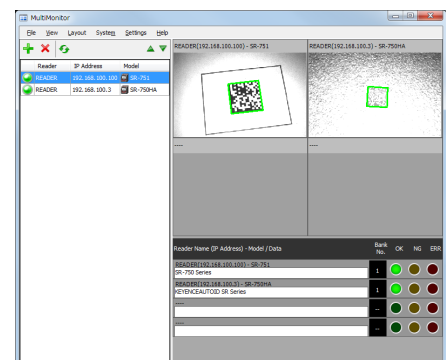 MultiMonitor
File View Layout System Settings Help
Reader IP Address Model
READER 192.168.100.100 SR-751
READER 192.168.100.3 SR-750HA
READER(192.168.100.100) - SR-751
READER(192.168.100.3) - SR-750HA
----
----
Reader Name (IP Address) - Model / Data Bank No. OK NG ERR
READER(192.168.100.100) - SR-751
SR-750 Series 1
READER(192.168.100.3) - SR-750HA
KEYENCEAUTOID SR Series 1
----
--
----
--